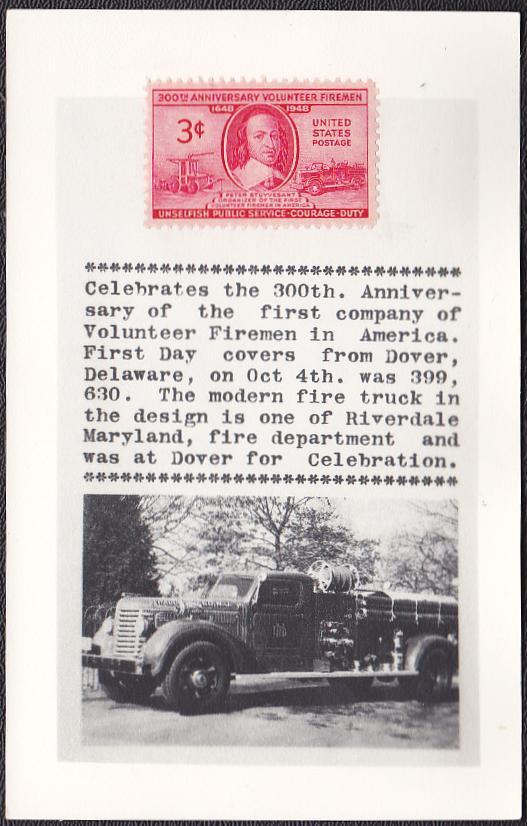 300TH ANNIVERSARY VOLUNTEER FIREMEN
1648 1948
3¢
UNITED
STATES
POSTAGE
PETER STUYVESANT
ORGANIZER OF THE FIRST
VOLUNTEER FIREMEN IN AMERICA
UNSELFISH PUBLIC SERVICE-COURAGE-DUTY
******************************
Celebrates the 300th. Anniver-
sary of the first company of
Volunteer Firemen in America.
First Day covers from Dover,
Delaware, on Oct 4th. was 399,
630. The modern fire truck in
the design is one of Riverdale
Maryland, fire department and
was at Dover for Celebration.
******************************